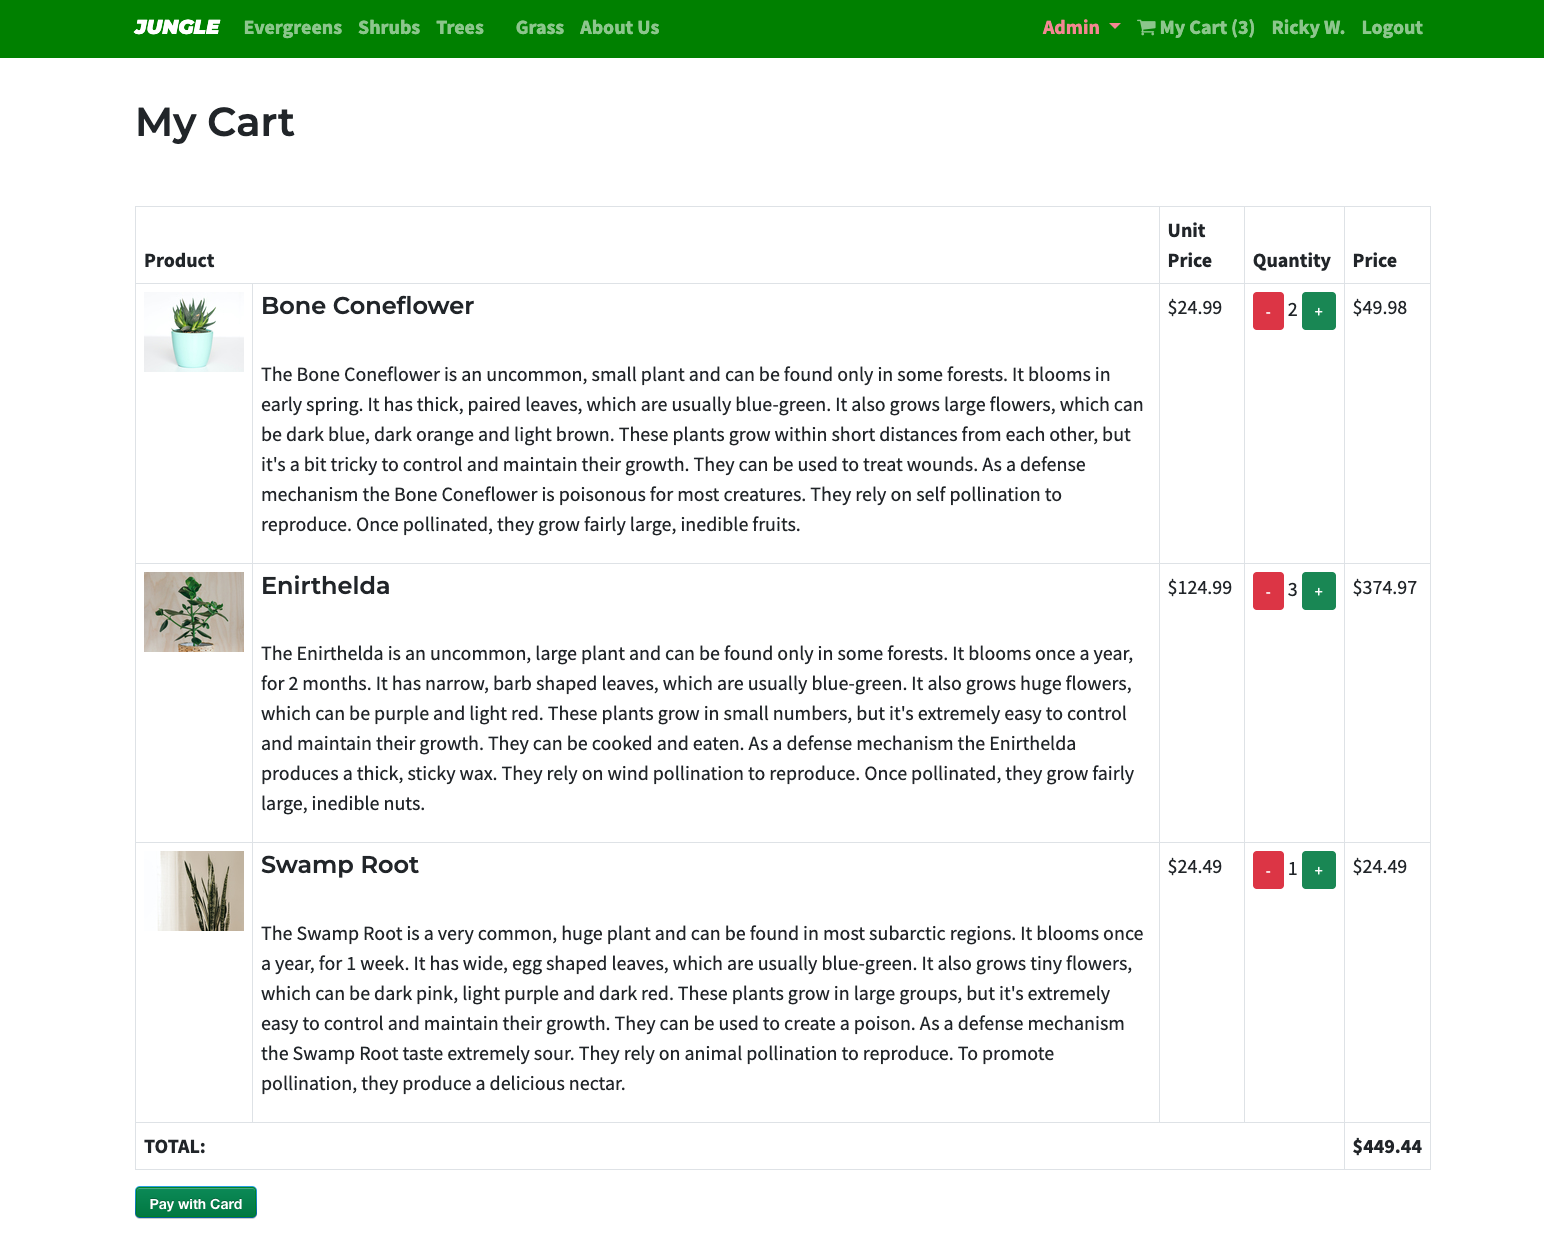 JUNGLE Evergreens Shrubs Trees Grass About Us Admin My Cart (3) Ricky W. Logout
My Cart
Product Unit Price Quantity Price
Bone Coneflower $24.99 - 2 + $49.98
The Bone Coneflower is an uncommon, small plant and can be found only in some forests. It blooms in
early spring. It has thick, paired leaves, which are usually blue-green. It also grows large flowers, which can
be dark blue, dark orange and light brown. These plants grow within short distances from each other, but
it's a bit tricky to control and maintain their growth. They can be used to treat wounds. As a defense
mechanism the Bone Coneflower is poisonous for most creatures. They rely on self pollination to
reproduce. Once pollinated, they grow fairly large, inedible fruits.
Enirthelda $124.99 - 3 + $374.97
The Enirthelda is an uncommon, large plant and can be found only in some forests. It blooms once a year,
for 2 months. It has narrow, barb shaped leaves, which are usually blue-green. It also grows huge flowers,
which can be purple and light red. These plants grow in small numbers, but it's extremely easy to control
and maintain their growth. They can be cooked and eaten. As a defense mechanism the Enirthelda
produces a thick, sticky wax. They rely on wind pollination to reproduce. Once pollinated, they grow fairly
large, inedible nuts.
Swamp Root $24.49 - 1 + $24.49
The Swamp Root is a very common, huge plant and can be found in most subarctic regions. It blooms once
a year, for 1 week. It has wide, egg shaped leaves, which are usually blue-green. It also grows tiny flowers,
which can be dark pink, light purple and dark red. These plants grow in large groups, but it's extremely
easy to control and maintain their growth. They can be used to create a poison. As a defense mechanism
the Swamp Root taste extremely sour. They rely on animal pollination to reproduce. To promote
pollination, they produce a delicious nectar.
TOTAL: $449.44
Pay with Card